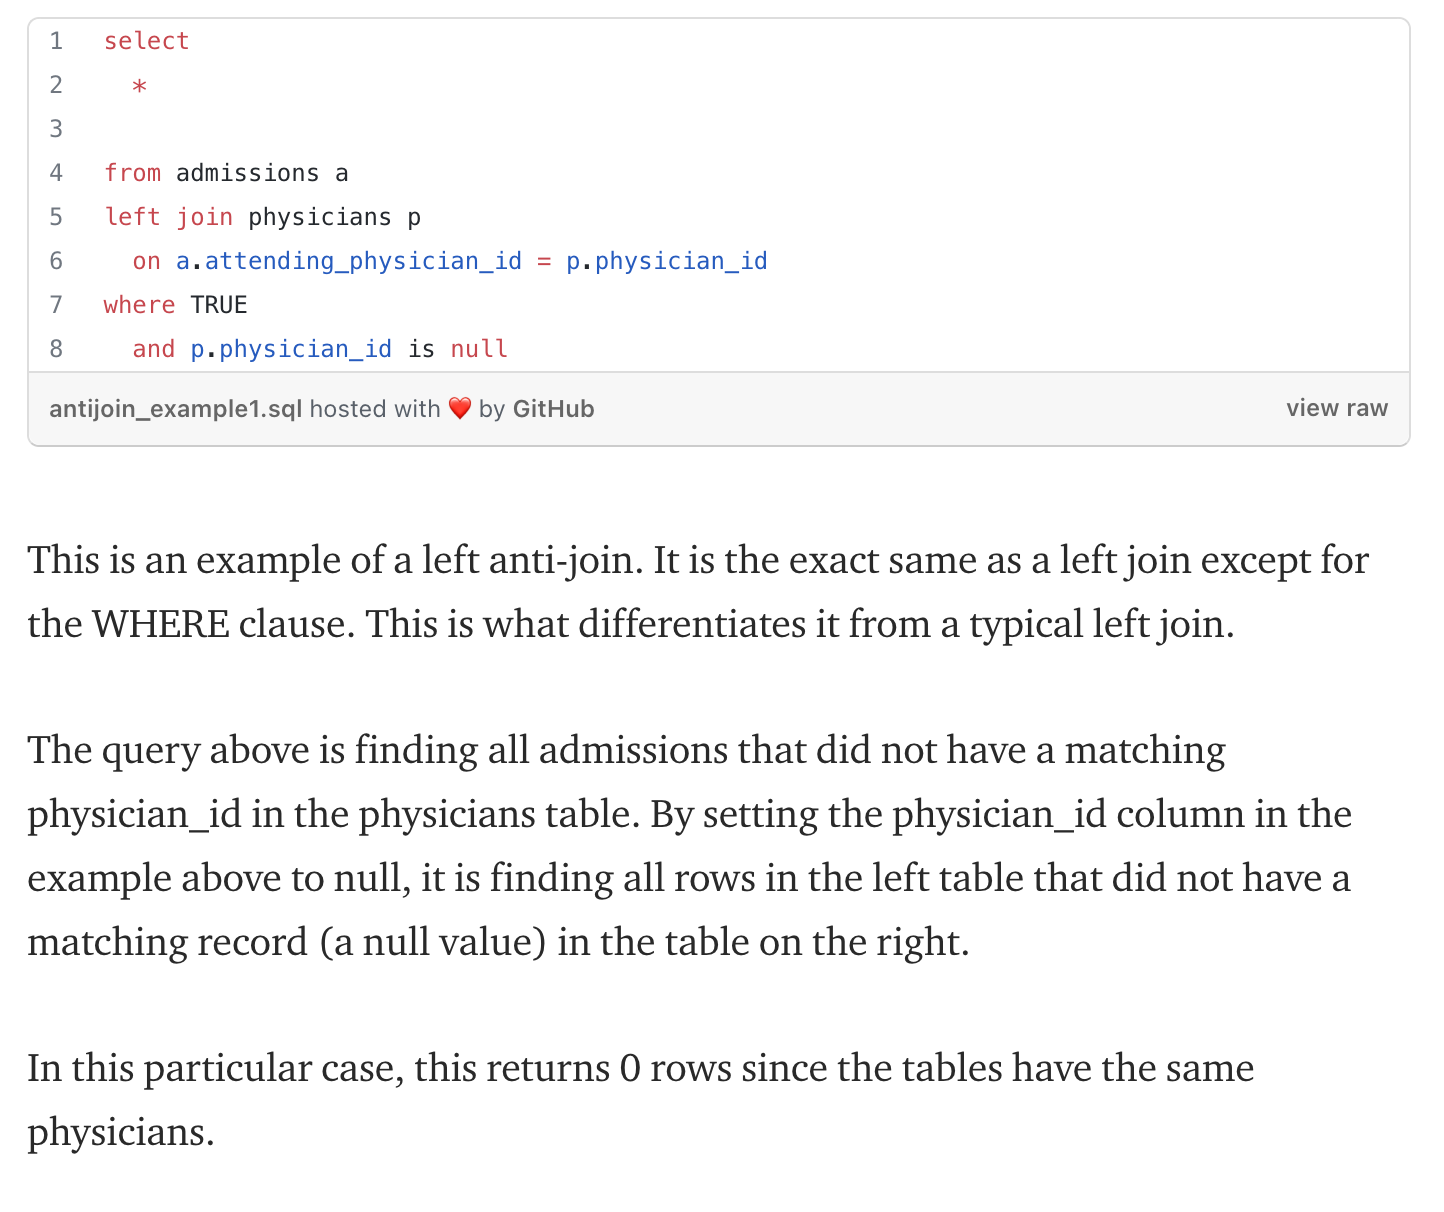 1 select
2 *
3
4 from admissions a
5 left join physicians p
6 on a.attending_physician_id = p.physician_id
7 where TRUE
8 and p.physician_id is null
antijoin_example1.sql hosted with ❤ by GitHub view raw
This is an example of a left anti-join. It is the exact same as a left join except for
the WHERE clause. This is what differentiates it from a typical left join.
The query above is finding all admissions that did not have a matching
physician_id in the physicians table. By setting the physician_id column in the
example above to null, it is finding all rows in the left table that did not have a
matching record (a null value) in the table on the right.
In this particular case, this returns 0 rows since the tables have the same
physicians.